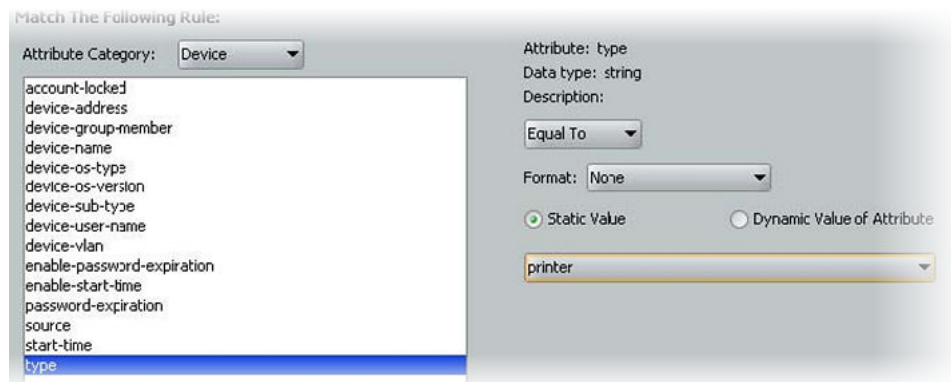 Match The Following Rule:
Attribute Category: Device
account-locked
device-address
device-group-member
device-name
device-os-type
device-os-version
device-sub-type
device-user-name
device-vlan
enable-password-expiration
enable-start-time
password-expiration
source
start-time
type
Attribute: type
Data type: string
Description:
Equal To
Format: None
Static Value Dynamic Value of Attribute
printer